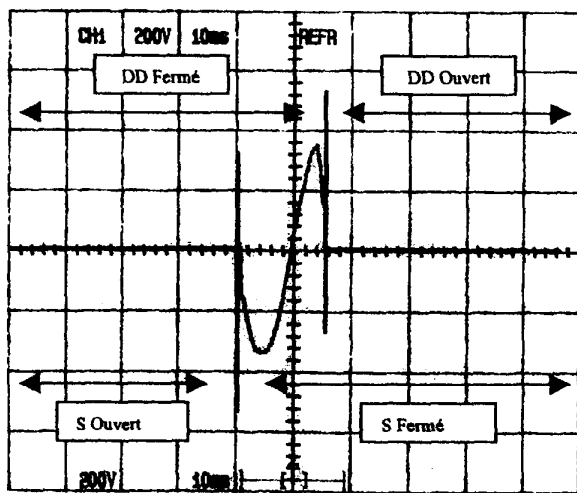 CH1 200V 10ms REFR
DD Fermé
DD Ouvert
S Ouvert
S Fermé
200V 10ms